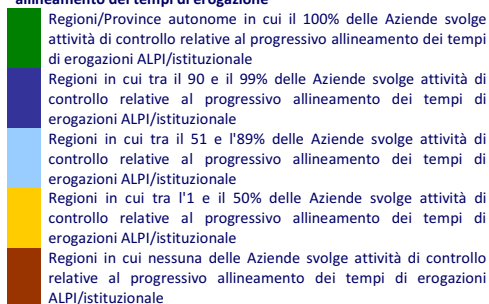 allineamento dei tempi di erogazione
Regioni/Province autonome in cui il 100% delle Aziende svolge
attività di controllo relative al progressivo allineamento dei tempi
di erogazioni ALPI/istituzionale
Regioni in cui tra il 90 e il 99% delle Aziende svolge attività di
controllo relative al progressivo allineamento dei tempi di
erogazioni ALPI/istituzionale
Regioni in cui tra il 51 e l'89% delle Aziende svolge attività di
controllo relative al progressivo allineamento dei tempi di
erogazioni ALPI/istituzionale
Regioni in cui tra l'1 e il 50% delle Aziende svolge attività di
controllo relative al progressivo allineamento dei tempi di
erogazioni ALPI/istituzionale
Regioni in cui nessuna delle Aziende svolge attività di controllo
relative al progressivo allineamento dei tempi di erogazioni
ALPI/istituzionale